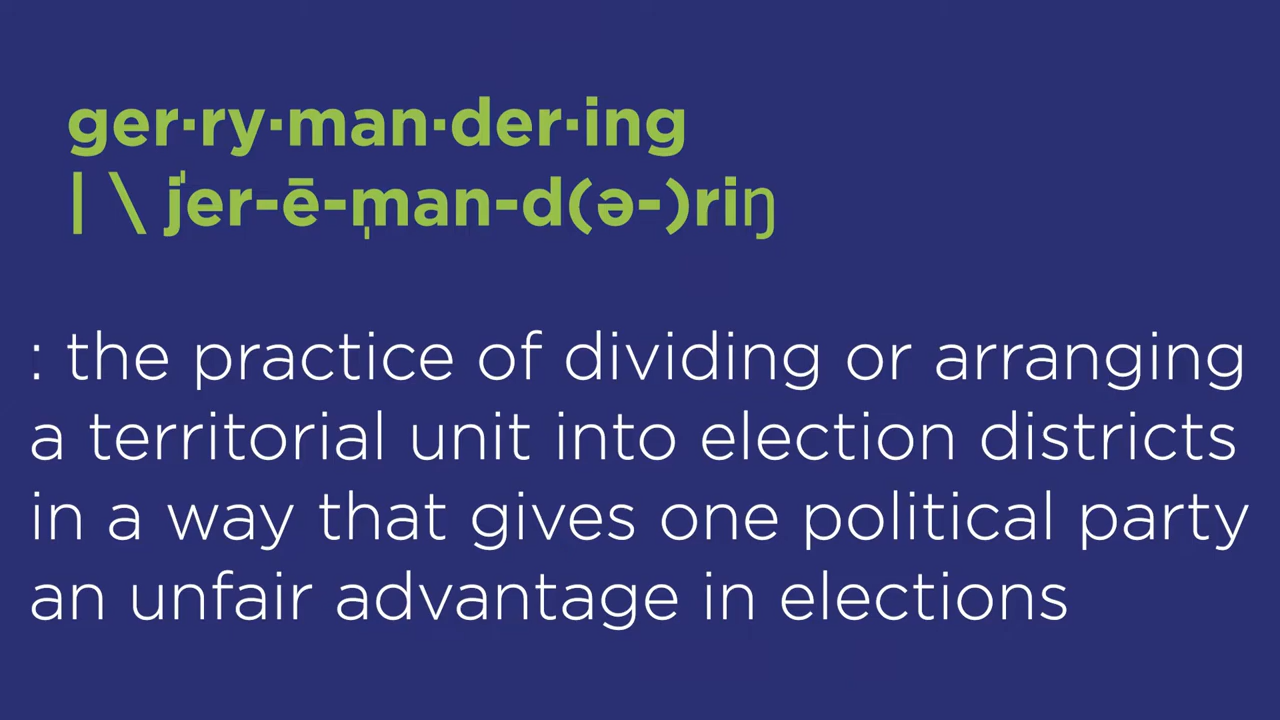 ger·ry·man·der·ing
| \ ˈjer-ē-ˌman-d(ə-)riŋ
: the practice of dividing or arranging
a territorial unit into election districts
in a way that gives one political party
an unfair advantage in elections